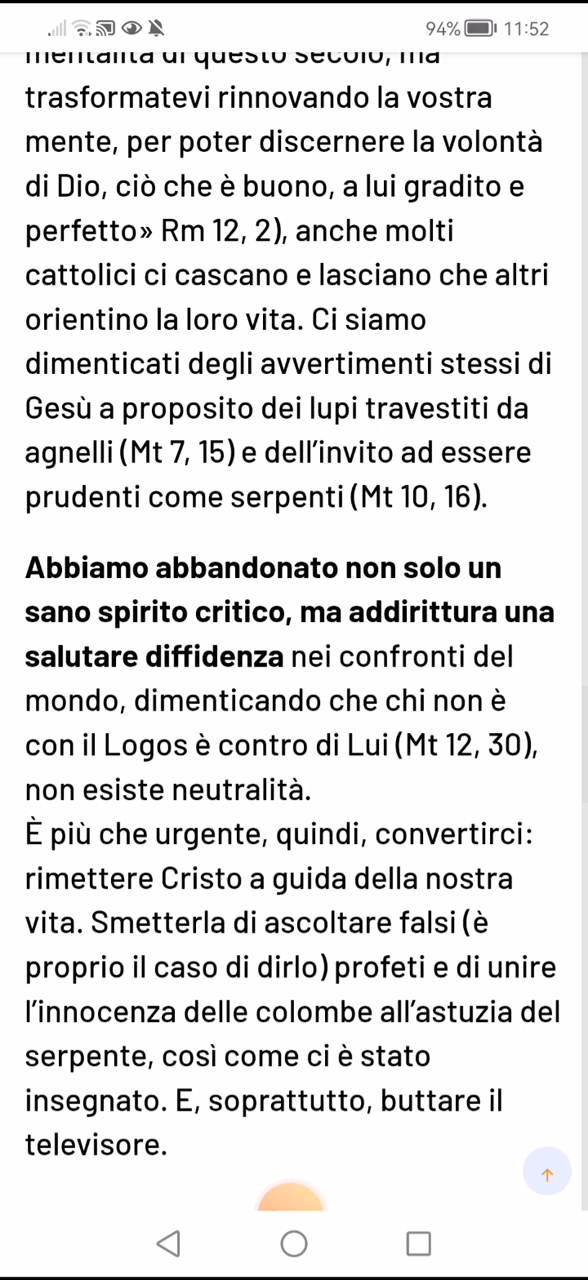 94% 11:52
mentalità di questo secolo, ma
trasformatevi rinnovando la vostra
mente, per poter discernere la volontà
di Dio, ciò che è buono, a lui gradito e
perfetto» Rm 12, 2), anche molti
cattolici ci cascano e lasciano che altri
orientino la loro vita. Ci siamo
dimenticati degli avvertimenti stessi di
Gesù a proposito dei lupi travestiti da
agnelli (Mt 7, 15) e dell’invito ad essere
prudenti come serpenti (Mt 10, 16).
Abbiamo abbandonato non solo un
sano spirito critico, ma addirittura una
salutare diffidenza nei confronti del
mondo, dimenticando che chi non è
con il Logos è contro di Lui (Mt 12, 30),
non esiste neutralità.
È più che urgente, quindi, convertirci:
rimettere Cristo a guida della nostra
vita. Smetterla di ascoltare falsi (è
proprio il caso di dirlo) profeti e di unire
l’innocenza delle colombe all’astuzia del
serpente, così come ci è stato
insegnato. E, soprattutto, buttare il
televisore.